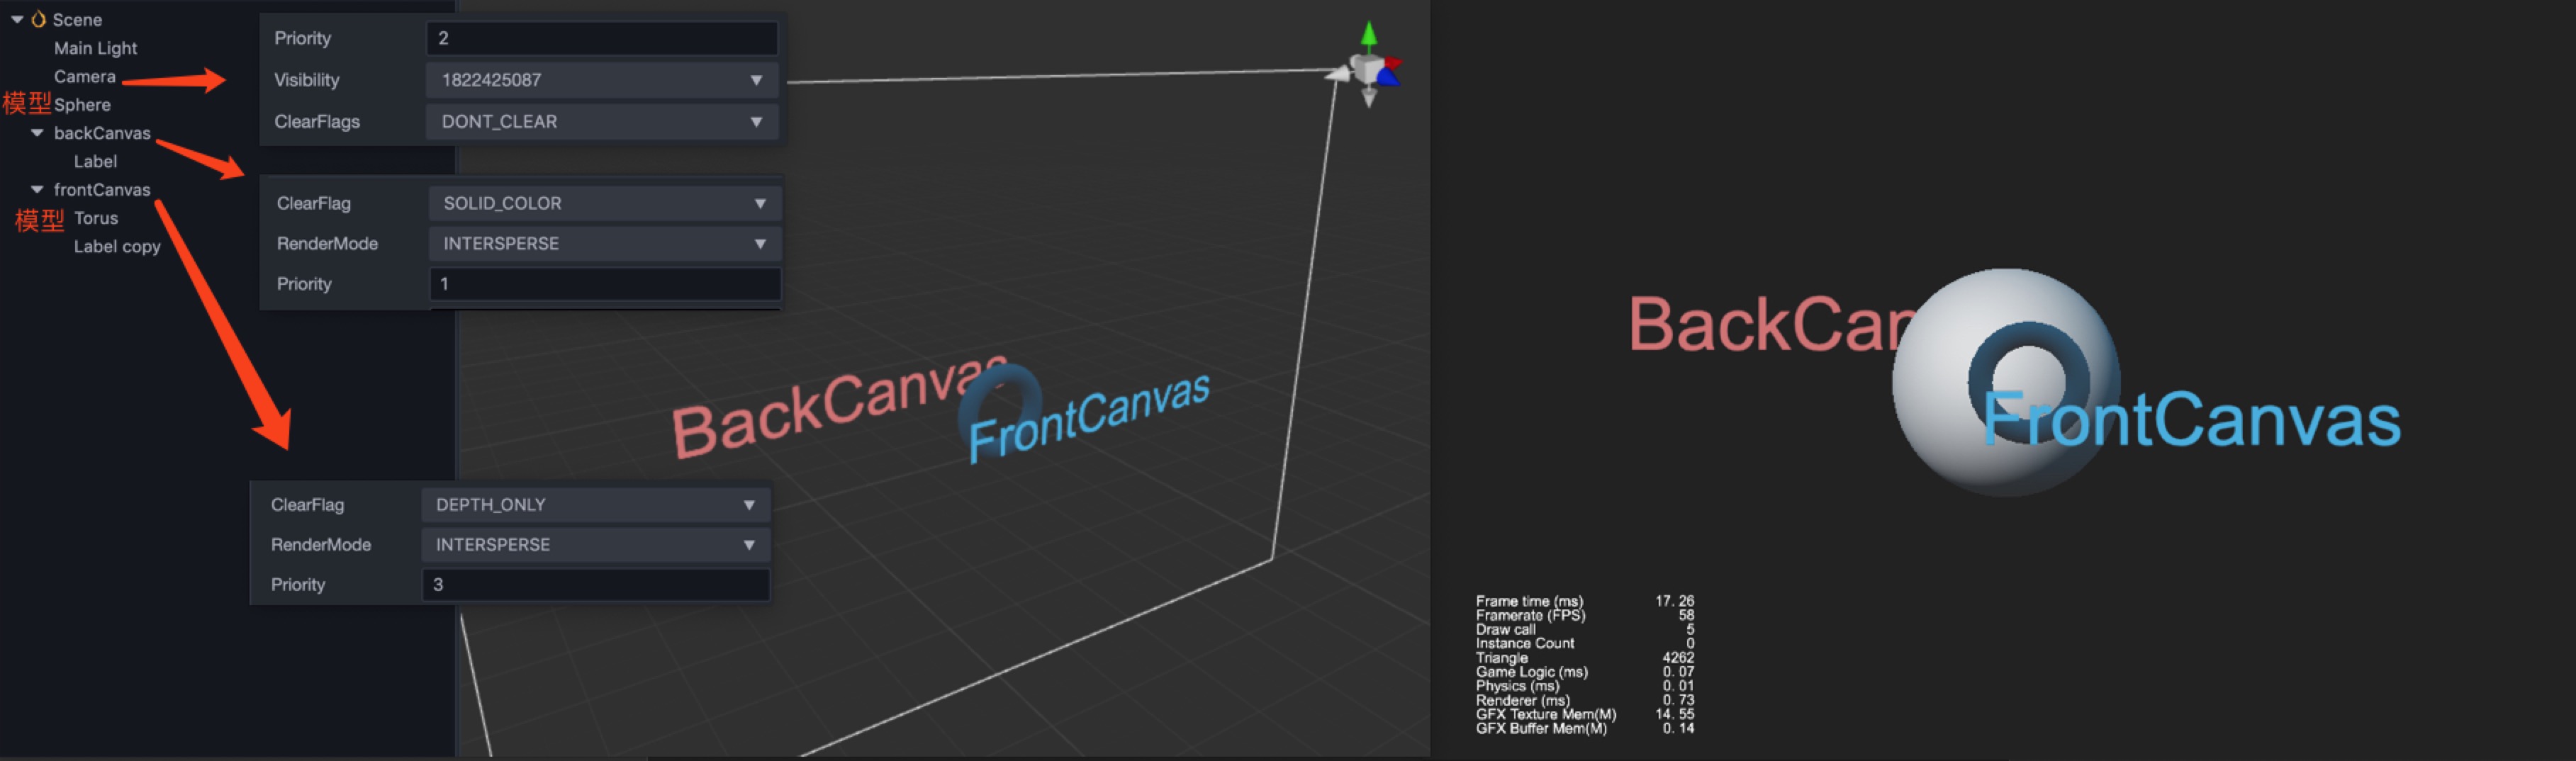 Scene
Main Light
Camera
模型 Sphere
backCanvas
Label
frontCanvas
模型 Torus
Label copy
Priority 2
Visibility 1822425087
ClearFlags DONT_CLEAR
ClearFlag SOLID_COLOR
RenderMode INTERSPERSE
Priority 1
ClearFlag DEPTH_ONLY
RenderMode INTERSPERSE
Priority 3
BackCanvas
FrontCanvas
BackCan
FrontCanvas
Frame time (ms) 17.26
Framerate (FPS) 58
Draw call 5
Instance Count 0
Triangle 4262
Game Logic (ms) 0.07
Physics (ms) 0.01
Renderer (ms) 0.73
GFX Texture Mem(M) 14.55
GFX Buffer Mem(M) 0.14